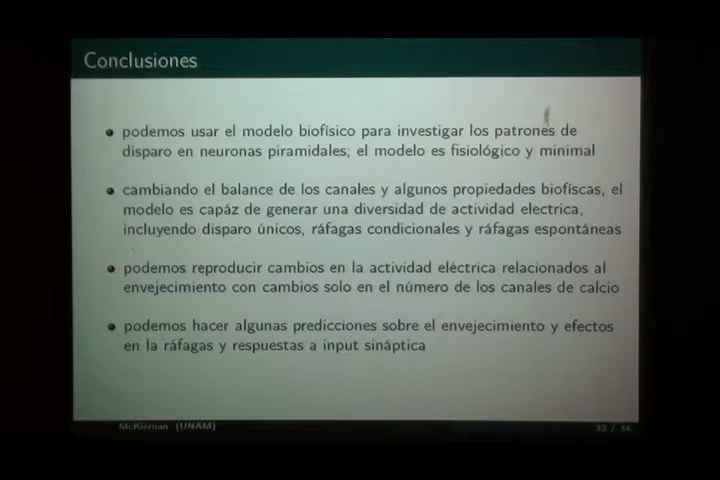 Conclusiones
podemos usar el modelo biofísico para investigar los patrones de
disparo en neuronas piramidales; el modelo es fisiológico y minimal
cambiando el balance de los canales y algunos propiedades biofíscas, el
modelo es capáz de generar una diversidad de actividad electrica,
incluyendo disparo únicos, ráfagas condicionales y ráfagas espontáneas
podemos reproducir cambios en la actividad eléctrica relacionados al
envejecimiento con cambios solo en el número de los canales de calcio
podemos hacer algunas predicciones sobre el envejecimiento y efectos
en la ráfagas y respuestas a input sináptica
McKiernan (UNAM)
32 / 34